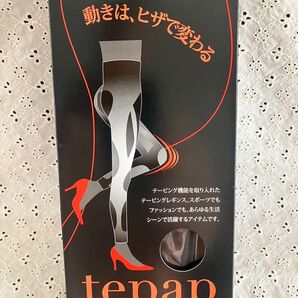 動きは、ヒザで変わる
テーピング機能を取り入れた
テーピングレギンス。スポーツでも
ファッションでも、あらゆる生活
シーンで活躍するアイテムです。
tepap